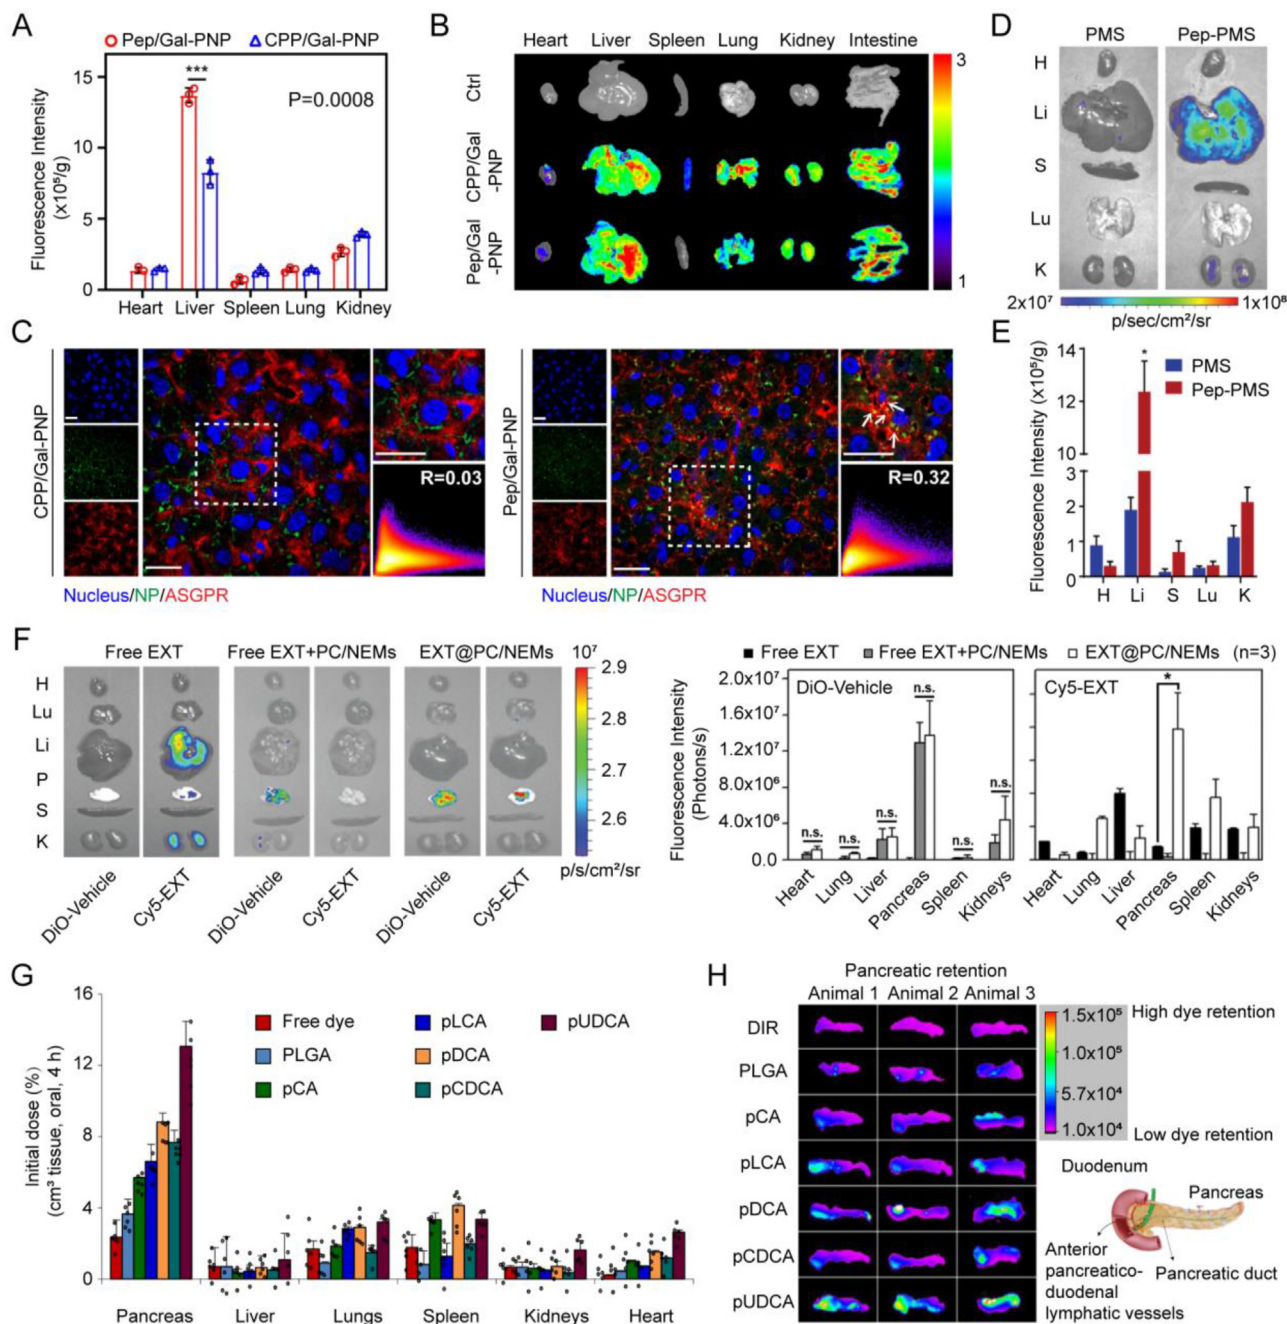 A
Pep/Gal-PNP CPP/Gal-PNP
Fluorescence Intensity
(x10⁵/g)
15
10
5
0
***
P=0.0008
Heart Liver Spleen Lung Kidney
B
Heart Liver Spleen Lung Kidney Intestine
Ctrl
CPP/Gal
-PNP
Pep/Gal
-PNP
3
1
C
CPP/Gal-PNP
R=0.03
Nucleus/NP/ASGPR
Pep/Gal-PNP
R=0.32
Nucleus/NP/ASGPR
D
PMS Pep-PMS
H
Li
S
Lu
K
2x10⁷ 1x10⁸
p/sec/cm²/sr
E
Fluorescence Intensity (x10⁵/g)
14
12
10
3
2
1
0
*
PMS
Pep-PMS
H Li S Lu K
F
Free EXT Free EXT+PC/NEMs EXT@PC/NEMs
H
Lu
Li
P
S
K
10⁷
2.9
2.8
2.7
2.6
p/s/cm²/sr
DiO-Vehicle Cy5-EXT DiO-Vehicle Cy5-EXT DiO-Vehicle Cy5-EXT
Free EXT Free EXT+PC/NEMs EXT@PC/NEMs (n=3)
Fluorescence Intensity
(Photons/s)
2.0x10⁷
1.2x10⁷
8.0x10⁶
4.0x10⁶
0.0
DiO-Vehicle
n.s. n.s. n.s. n.s. n.s. n.s.
Heart Lung Liver Pancreas Spleen Kidneys
Cy5-EXT
*
Heart Lung Liver Pancreas Spleen Kidneys
G
Initial dose (%)
(cm³ tissue, oral, 4 h)
16
12
8
4
0
Free dye pLCA pUDCA
PLGA pDCA
pCA pCDCA
Pancreas Liver Lungs Spleen Kidneys Heart
H
Pancreatic retention
Animal 1 Animal 2 Animal 3
DIR
PLGA
pCA
pLCA
pDCA
pCDCA
pUDCA
1.5x10⁵
1.0x10⁵
5.7x10⁴
1.0x10⁴
High dye retention
Low dye retention
Duodenum
Pancreas
Anterior
pancreatico-
duodenal
lymphatic vessels
Pancreatic duct